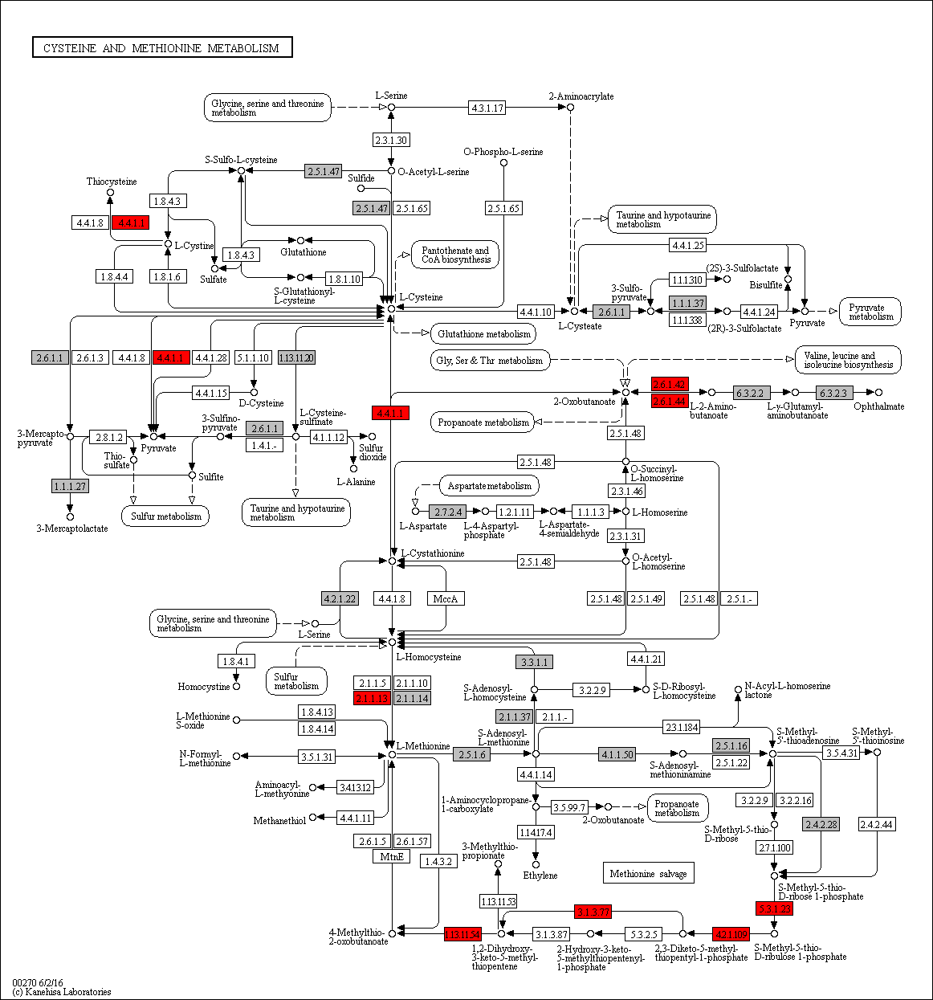 CYSTEINE AND METHIONINE METABOLISM
Glycine, serine and threonine
metabolism
L-Serine
4.3.1.17
2-Aminoacrylate
2.3.1.30
O-Phospho-L-serine
S-Sulfo-L-cysteine
2.5.1.47
O-Acetyl-L-serine
Sulfide
Thiocysteine
1.8.4.3
2.5.1.47
2.5.1.65
2.5.1.65
4.4.1.8
4.4.1.1
Taurine and hypotaurine
metabolism
L-Cystine
1.8.4.3
Glutathione
Pantothenate and
CoA biosynthesis
4.4.1.25
4.4.1.4
1.8.1.6
Sulfate
1.8.1.10
S-Glutathionyl-
L-cysteine
(2S)-3-Sulfolactate
1.1.1.310
Bisulfite
3-Sulfo-
pyruvate
L-Cysteine
4.4.1.10
2.6.1.1
1.1.1.37
1.1.1.338
4.4.1.24
L-Cysteate
(2R)-3-Sulfolactate
Pyruvate
Pyruvate
metabolism
Glutathione metabolism
2.6.1.1
2.6.1.3
4.4.1.8
4.4.1.1
4.4.1.28
5.1.1.10
1.13.11.20
Gly, Ser & Thr metabolism
Valine, leucine and
isoleucine biosynthesis
4.4.1.15
D-Cysteine
2-Oxobutanoate
2.6.1.42
2.6.1.44
6.3.2.2
6.3.2.3
L-2-Amino-
butanoate
L-γ-Glutamyl-
aminobutanoate
Ophthalmate
4.4.1.1
Propanoate metabolism
3-Mercapto-
pyruvate
2.8.1.2
Pyruvate
3-Sulfino-
pyruvate
2.6.1.1
1.4.1.-
L-Cysteine-
sulfinate
4.1.1.12
Sulfur
dioxide
2.5.1.48
Thio-
sulfate
Sulfite
L-Alanine
2.5.1.48
O-Succinyl-
L-homoserine
1.1.1.27
Sulfur metabolism
Taurine and hypotaurine
metabolism
Aspartate metabolism
2.3.1.46
3-Mercaptolactate
2.7.2.4
1.2.1.11
1.1.1.3
L-Homoserine
L-Aspartate
L-4-Aspartyl-
phosphate
L-Aspartate-
4-semialdehyde
2.3.1.31
L-Cystathionine
2.5.1.48
O-Acetyl-
L-homoserine
4.2.1.22
4.4.1.8
MccA
2.5.1.48
2.5.1.49
2.5.1.48
2.5.1.-
Glycine, serine and threonine
metabolism
L-Serine
1.8.4.1
L-Homocysteine
3.3.1.1
4.4.1.21
Sulfur
metabolism
Homocystine
2.1.1.5
2.1.1.10
2.1.1.13
2.1.1.14
S-Adenosyl-
L-homocysteine
3.2.2.9
S-D-Ribosyl-
L-homocysteine
N-Acyl-L-homoserine
lactone
L-Methionine
S-oxide
1.8.4.13
1.8.4.14
2.1.1.37
2.1.1.-
2.3.1.184
S-Adenosyl-
L-methionine
S-Methyl-
5'-thioadenosine
S-Methyl-
5'-thioinosine
N-Formyl-
L-methionine
3.5.1.31
L-Methionine
2.5.1.6
4.1.1.50
2.5.1.16
2.5.1.22
3.5.4.31
S-Adenosyl-
methioninamine
4.4.1.14
Aminoacyl-
L-methyonine
3.4.13.12
1-Aminocyclopropane-
1-carboxylate
3.5.99.7
2-Oxobutanoate
Propanoate
metabolism
3.2.2.9
3.2.2.16
Methanethiol
4.4.1.11
1.14.17.4
S-Methyl-5-thio-
D-ribose
2.4.2.28
2.4.2.44
2.6.1.5
2.6.1.57
MtnE
1.4.3.2
3-Methylthio-
propionate
Ethylene
2.7.1.100
Methionine salvage
S-Methyl-5-thio-
D-ribose 1-phosphate
1.13.11.53
5.3.1.23
3.1.3.77
4-Methylthio-
2-oxobutanoate
1.13.11.54
3.1.3.87
5.3.2.5
4.2.1.109
1,2-Dihydroxy-
3-keto-5-methyl-
thiopentene
2-Hydroxy-3-keto-
5-methylthiopentenyl-
1-phosphate
2,3-Diketo-5-methyl-
thiopentyl-1-phosphate
S-Methyl-5-thio-
D-ribulose 1-phosphate
00270 6/2/16
(c) Kanehisa Laboratories